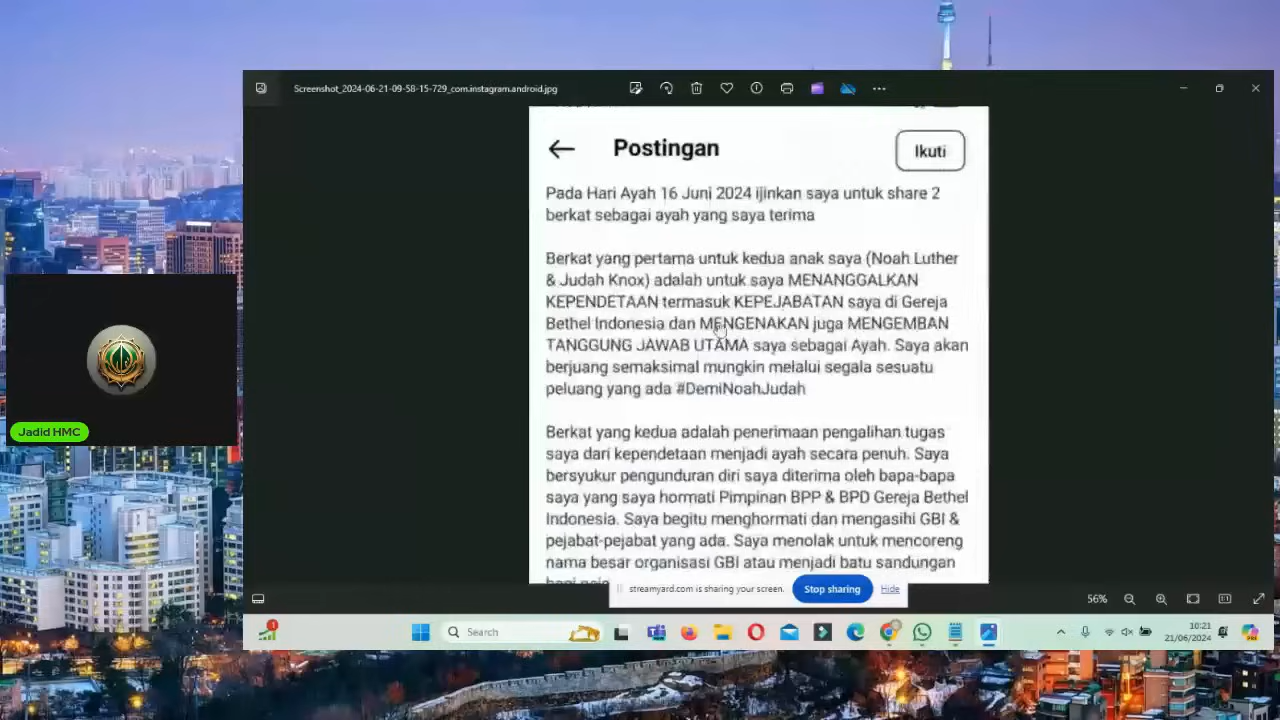 Screenshot_2024-06-21-09-58-15-729_com.instagram.android.jpg
Postingan
Ikuti
Pada Hari Ayah 16 Juni 2024 ijinkan saya untuk share 2
berkat sebagai ayah yang saya terima
Berkat yang pertama untuk kedua anak saya (Noah Luther
& Judah Knox) adalah untuk saya MENANGGALKAN
KEPENDETAAN termasuk KEPEJABATAN saya di Gereja
Bethel Indonesia dan MENGENAKAN juga MENGEMBAN
TANGGUNG JAWAB UTAMA saya sebagai Ayah. Saya akan
berjuang semaksimal mungkin melalui segala sesuatu
peluang yang ada #DemiNoahJudah
Berkat yang kedua adalah penerimaan pengalihan tugas
saya dari kependetaan menjadi ayah secara penuh. Saya
bersyukur pengunduran diri saya diterima oleh bapa-bapa
saya yang saya hormati Pimpinan BPP & BPD Gereja Bethel
Indonesia. Saya begitu menghormati dan mengasihi GBI &
pejabat-pejabat yang ada. Saya menolak untuk mencoreng
nama besar organisasi GBI atau menjadi batu sandungan
Jadid HMC
streamyard.com is sharing your screen.
Stop sharing
Hide
56%
1
Search
10:21
21/06/2024